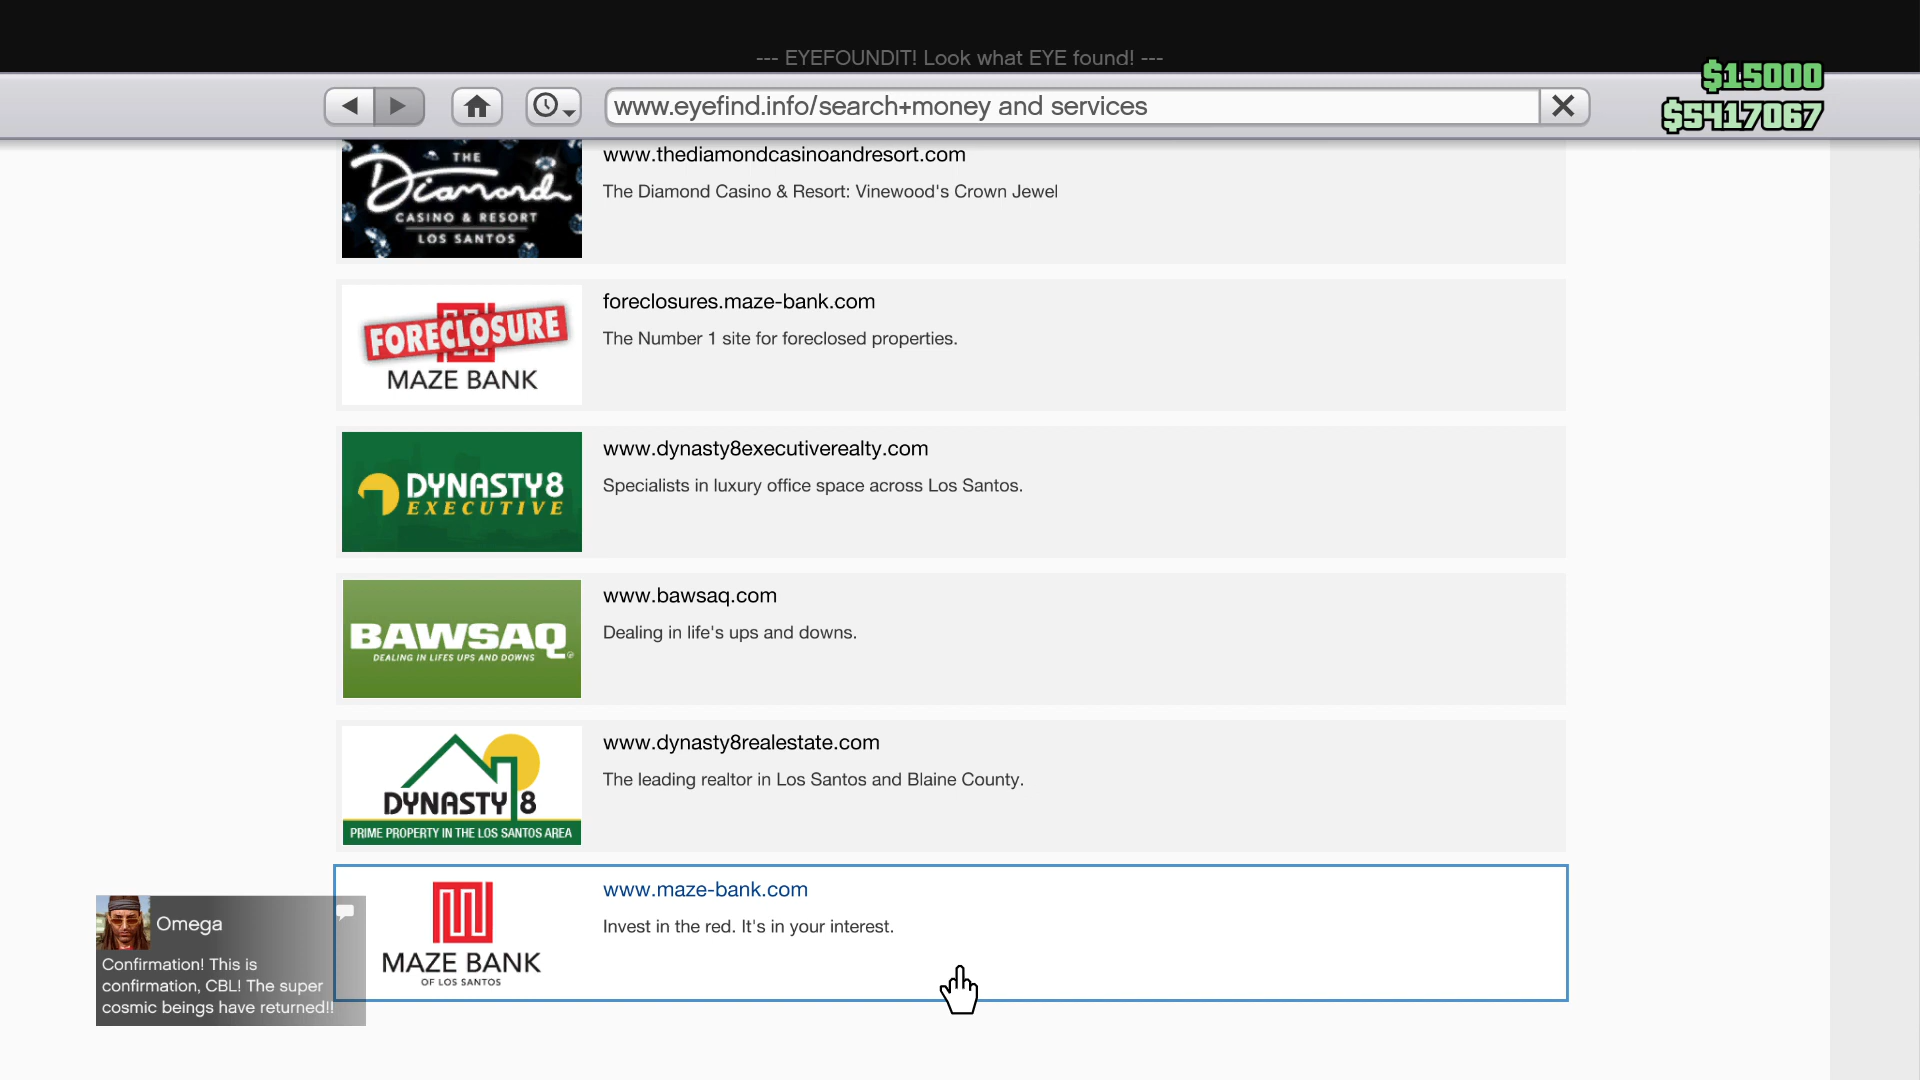 --- EYEFOUNDIT! Look what EYE found! ---
$15000
www.eyefind.info/search+money and services
$5417067
THE
Diamond
CASINO & RESORT
LOS SANTOS
www.thediamondcasinoandresort.com
The Diamond Casino & Resort: Vinewood's Crown Jewel
FORECLOSURE
MAZE BANK
foreclosures.maze-bank.com
The Number 1 site for foreclosed properties.
DYNASTY8
EXECUTIVE
www.dynasty8executiverealty.com
Specialists in luxury office space across Los Santos.
BAWSAQ
DEALING IN LIFES UPS AND DOWNS
www.bawsaq.com
Dealing in life's ups and downs.
DYNASTY 8
PRIME PROPERTY IN THE LOS SANTOS AREA
www.dynasty8realestate.com
The leading realtor in Los Santos and Blaine County.
MAZE BANK
OF LOS SANTOS
www.maze-bank.com
Invest in the red. It's in your interest.
Omega
Confirmation! This is
confirmation, CBL! The super
cosmic beings have returned!!